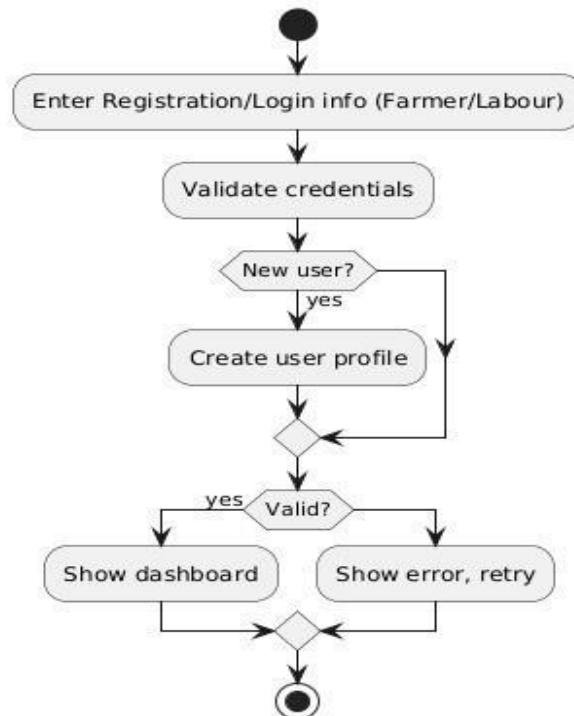 Enter Registration/Login info (Farmer/Labour)
Validate credentials
New user?
yes
Create user profile
yes
Valid?
Show dashboard
Show error, retry